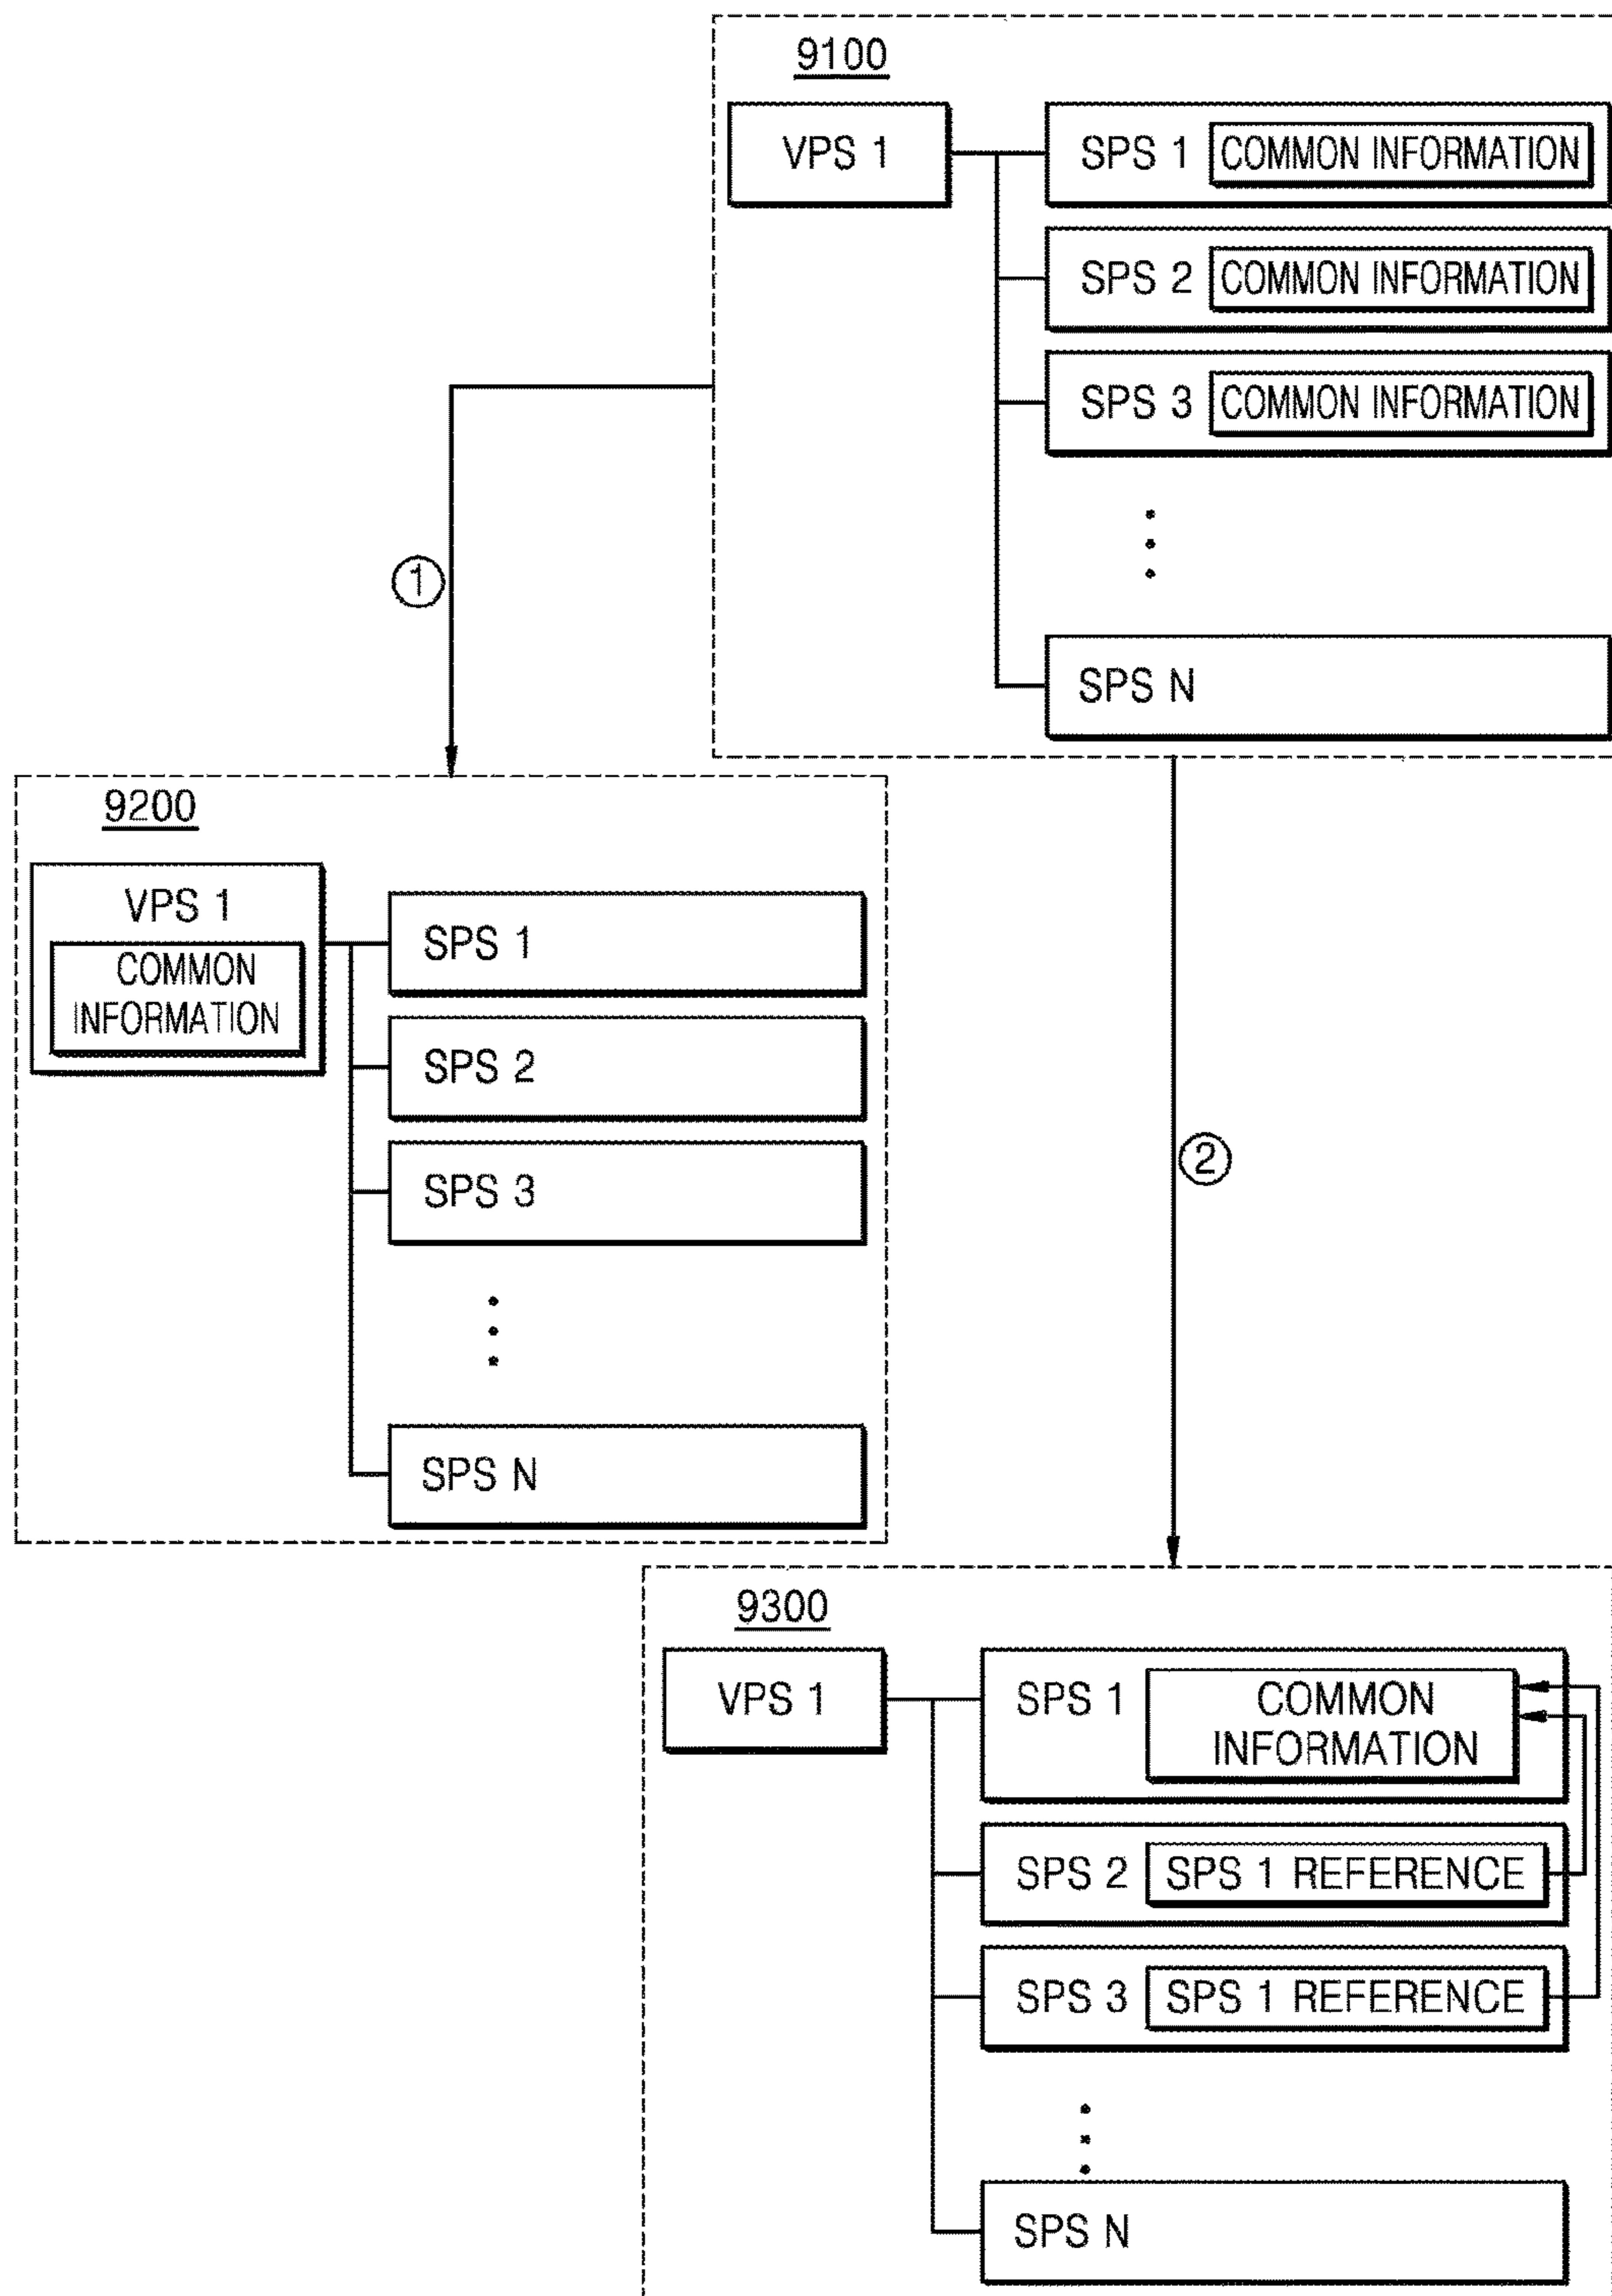 9100
VPS 1
SPS 1 COMMON INFORMATION
SPS 2 COMMON INFORMATION
SPS 3 COMMON INFORMATION
SPS N
①
9200
VPS 1
COMMON
INFORMATION
SPS 1
SPS 2
SPS 3
SPS N
②
9300
VPS 1
SPS 1 COMMON
INFORMATION
SPS 2 SPS 1 REFERENCE
SPS 3 SPS 1 REFERENCE
SPS N